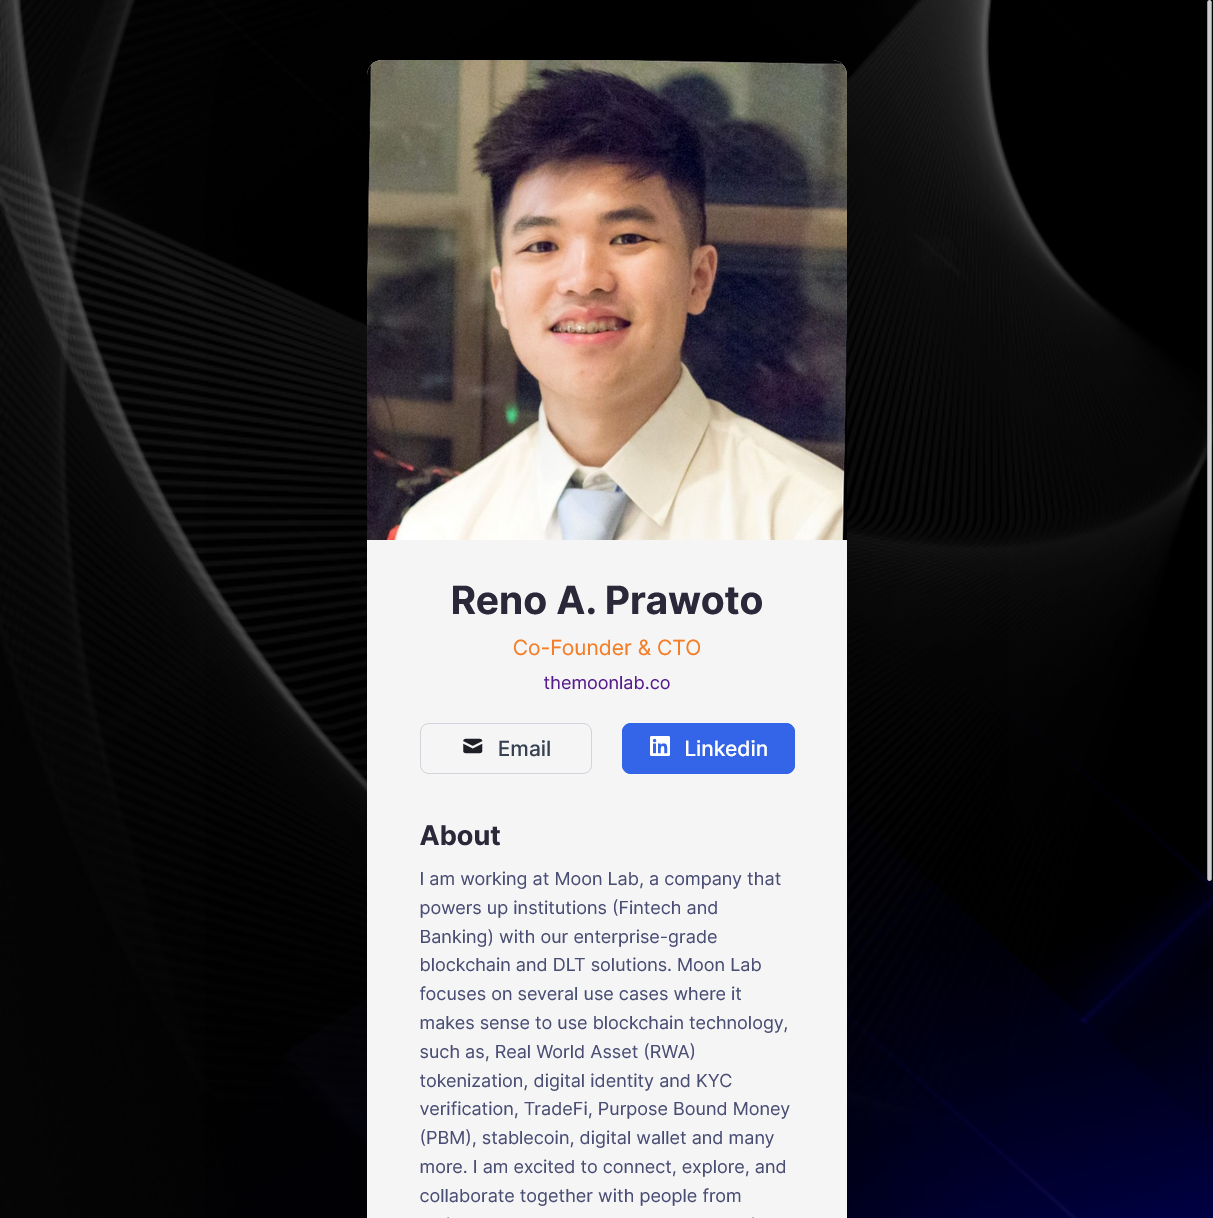 Reno A. Prawoto
Co-Founder & CTO
themoonlab.co
Email
Linkedin
About
I am working at Moon Lab, a company that
powers up institutions (Fintech and
Banking) with our enterprise-grade
blockchain and DLT solutions. Moon Lab
focuses on several use cases where it
makes sense to use blockchain technology,
such as, Real World Asset (RWA)
tokenization, digital identity and KYC
verification, TradeFi, Purpose Bound Money
(PBM), stablecoin, digital wallet and many
more. I am excited to connect, explore, and
collaborate together with people from